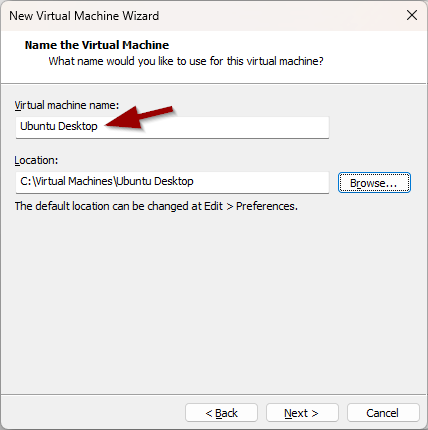 New Virtual Machine Wizard
Name the Virtual Machine
What name would you like to use for this virtual machine?
Virtual machine name:
Ubuntu Desktop
Location:
C:\Virtual Machines\Ubuntu Desktop
Browse...
The default location can be changed at Edit > Preferences.
< Back
Next >
Cancel